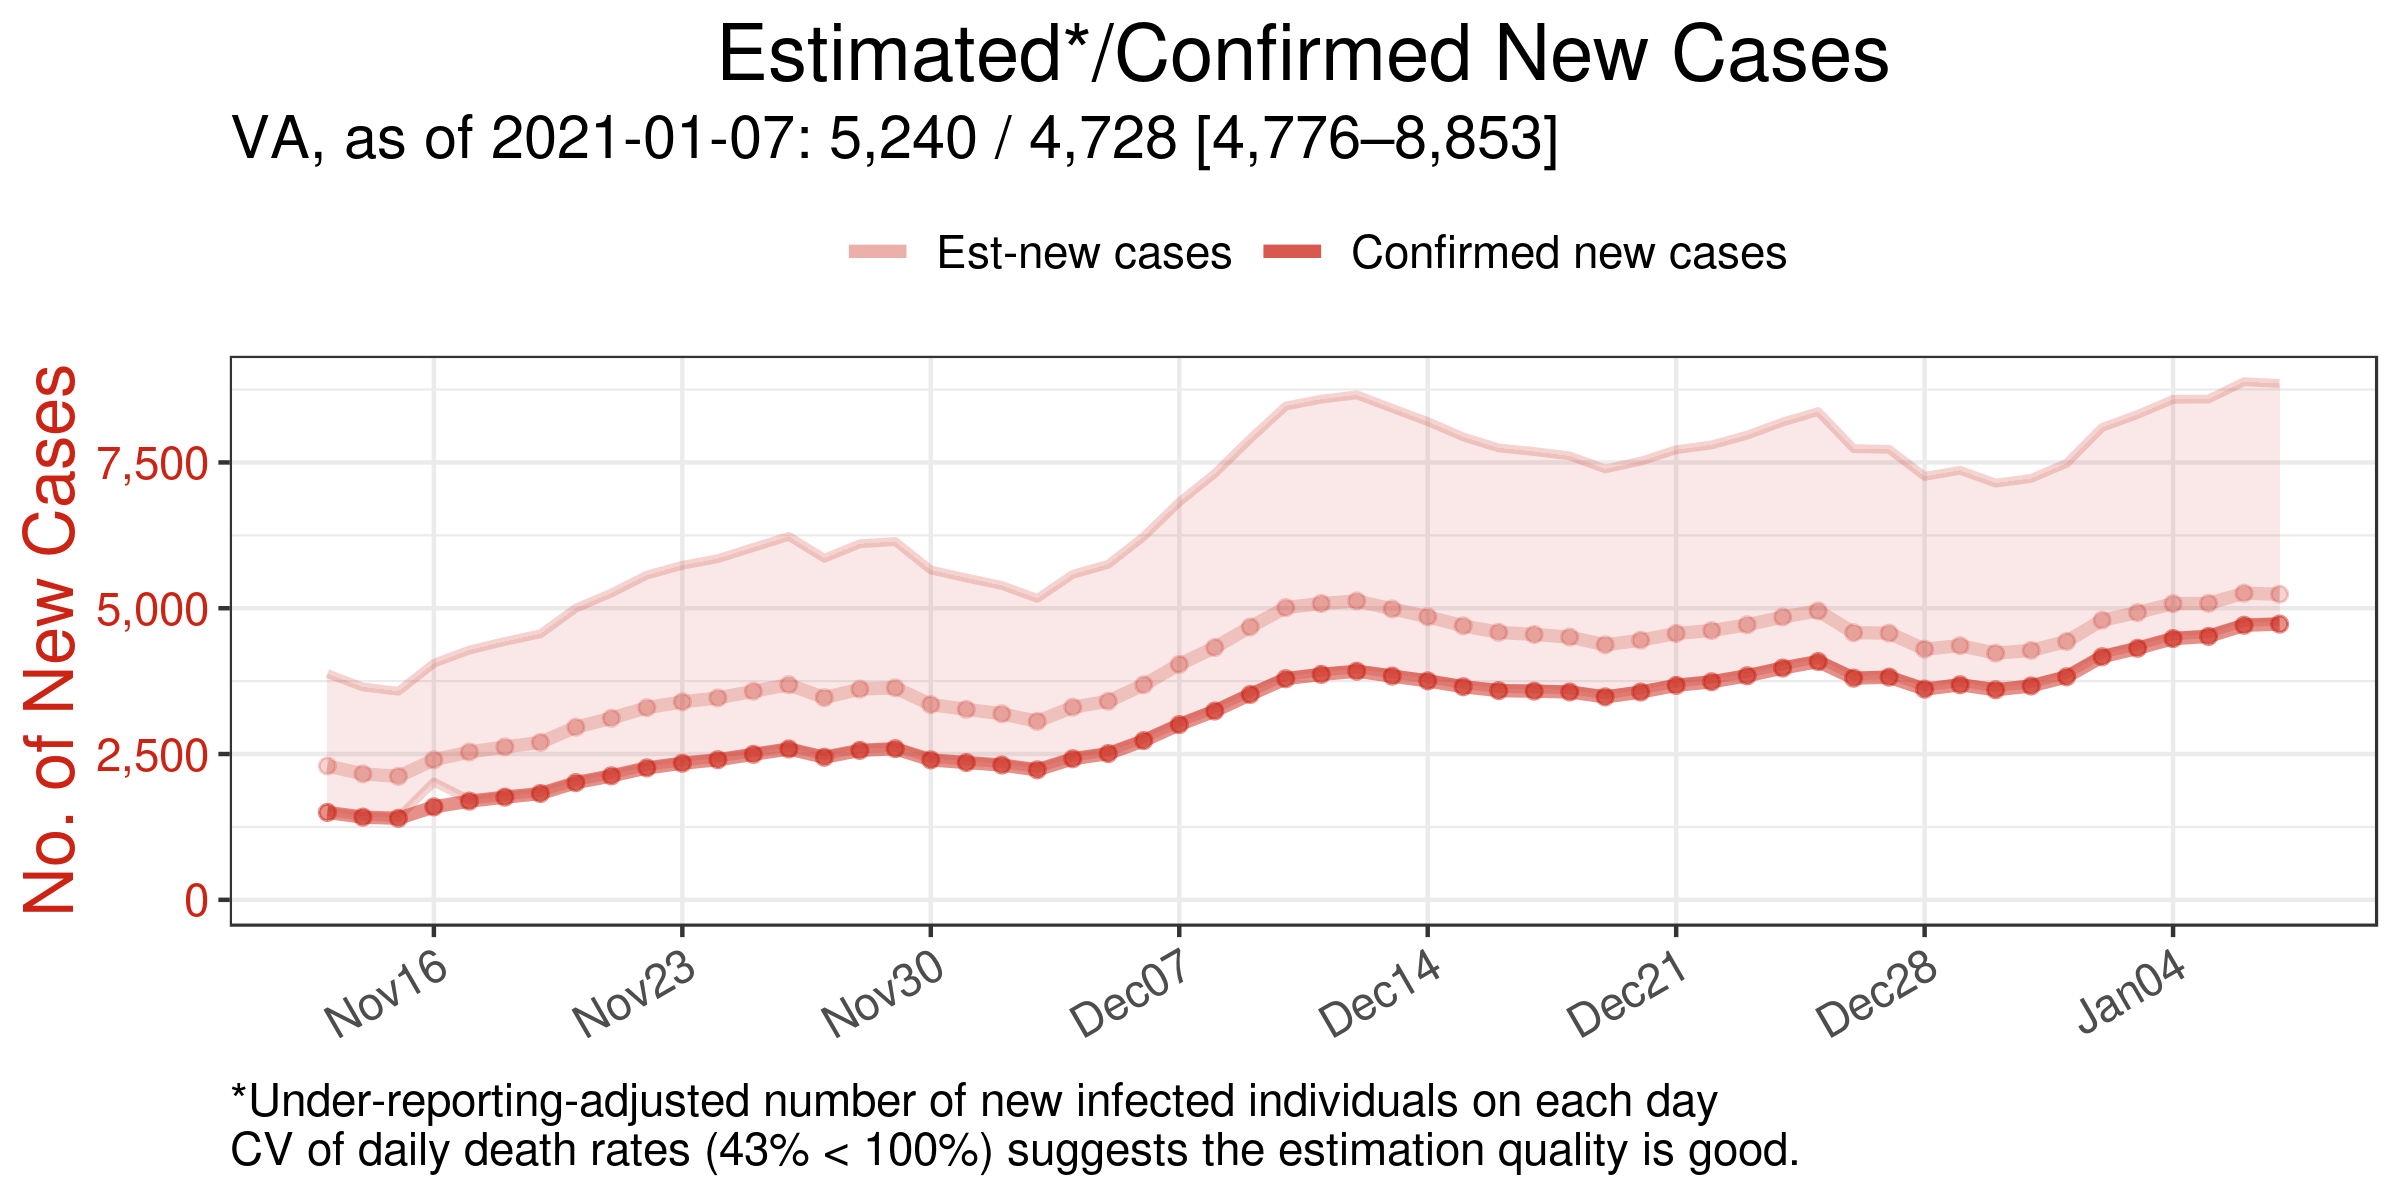 Estimated*/Confirmed New Cases
VA, as of 2021-01-07: 5,240 / 4,728 [4,776–8,853]
Est-new cases
Confirmed new cases
No. of New Cases
7,500
5,000
2,500
0
Nov16
Nov23
Nov30
Dec07
Dec14
Dec21
Dec28
Jan04
*Under-reporting-adjusted number of new infected individuals on each day
CV of daily death rates (43% < 100%) suggests the estimation quality is good.